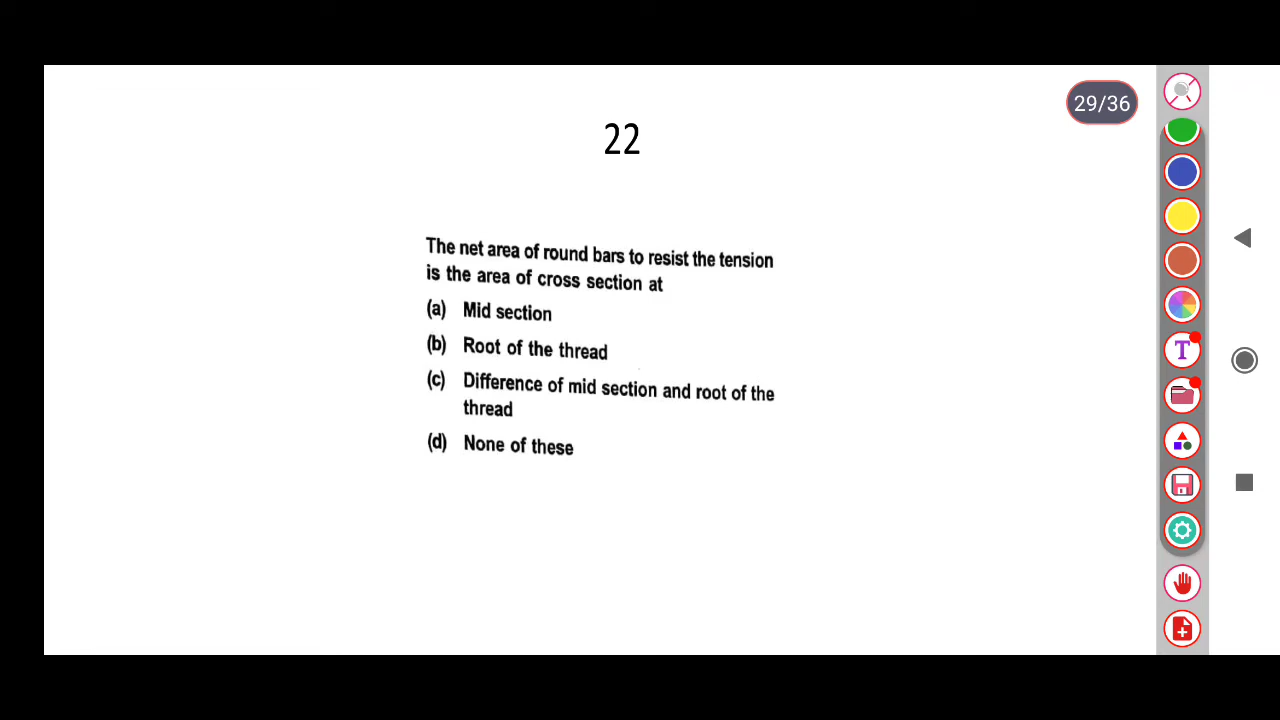 29/36
22
The net area of round bars to resist the tension
is the area of cross section at
(a) Mid section
(b) Root of the thread
(c) Difference of mid section and root of the
thread
(d) None of these
T